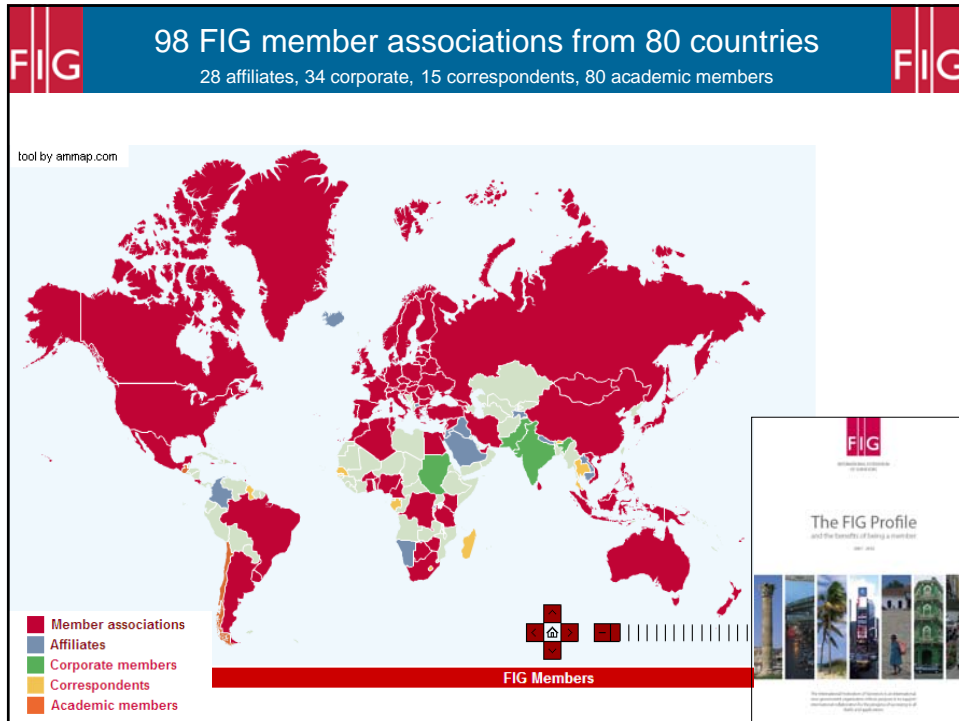 FIG
98 FIG member associations from 80 countries
28 affiliates, 34 corporate, 15 correspondents, 80 academic members
FIG
tool by ammap.com
Member associations
Affiliates
Corporate members
Correspondents
Academic members
FIG Members
FIG
The FIG Profile
and the benefits of being a member